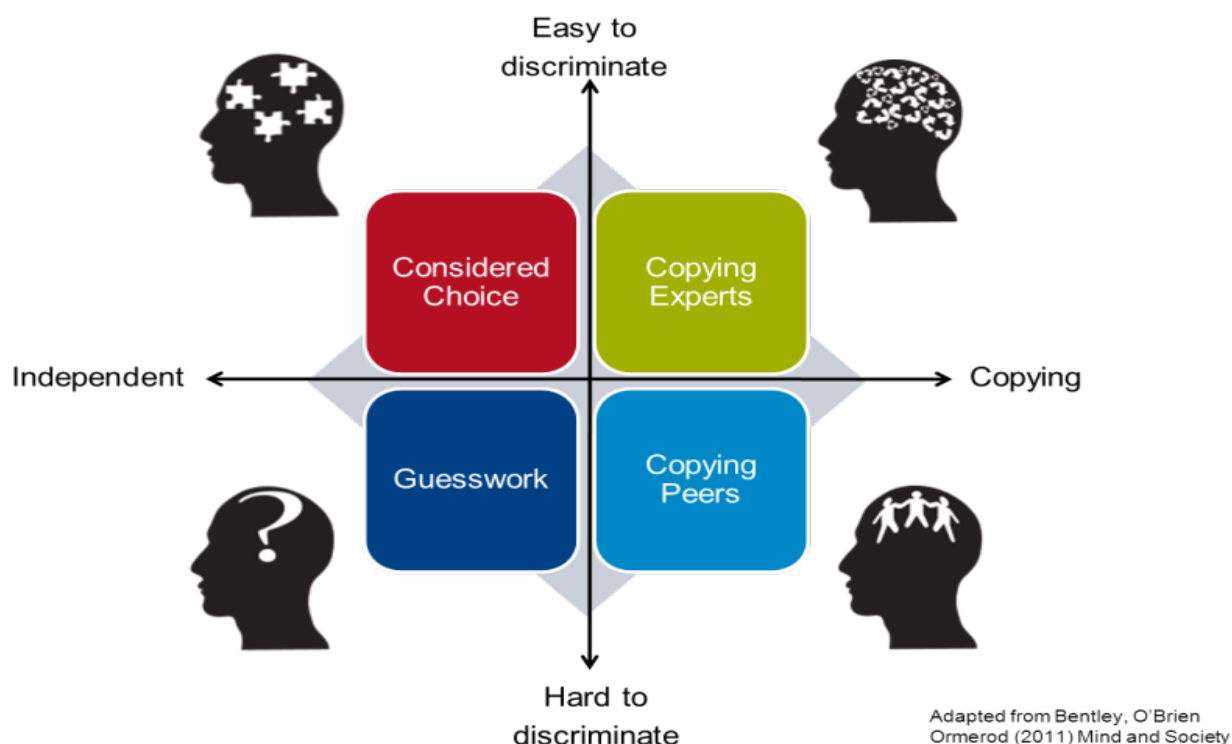 Easy to
discriminate
Considered
Choice
Copying
Experts
Independent
Copying
Guesswork
Copying
Peers
?
Hard to
discriminate
Adapted from Bentley, O'Brien
Ormerod (2011) Mind and Society